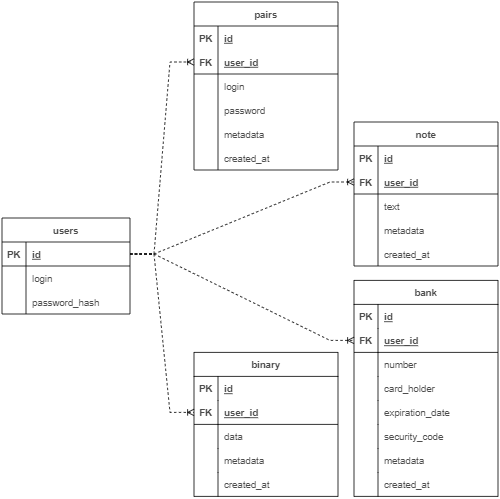 pairs
PK id
FK user_id
login
password
metadata
created_at
note
PK id
FK user_id
text
metadata
created_at
users
PK id
login
password_hash
bank
PK id
FK user_id
number
card_holder
expiration_date
security_code
metadata
created_at
binary
PK id
FK user_id
data
metadata
created_at